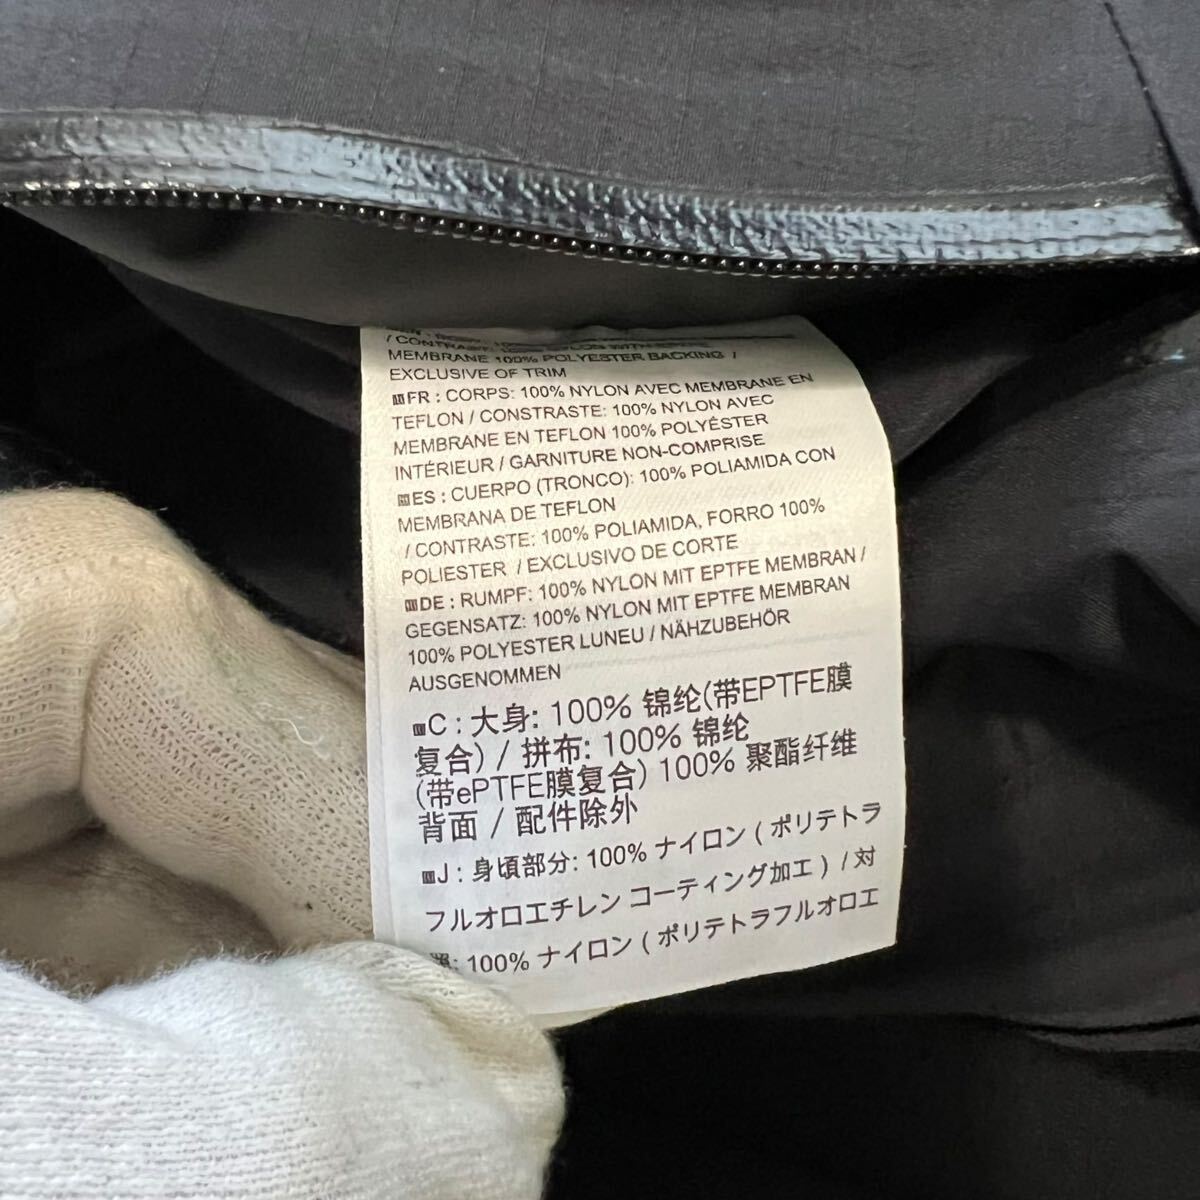 / CONTRAST: 100% NYLON WITH EPTFE
MEMBRANE 100% POLYESTER BACKING /
EXCLUSIVE OF TRIM
FR : CORPS: 100% NYLON AVEC MEMBRANE EN
TEFLON / CONSTRASTE: 100% NYLON AVEC
MEMBRANE EN TEFLON 100% POLYÉSTER
INTÉRIEUR / GARNITURE NON-COMPRISE
ES : CUERPO (TRONCO): 100% POLIAMIDA CON
MEMBRANA DE TEFLON
/ CONTRASTE: 100% POLIAMIDA, FORRO 100%
POLIESTER / EXCLUSIVO DE CORTE
DE : RUMPF: 100% NYLON MIT EPTFE MEMBRAN /
GEGENSATZ: 100% NYLON MIT EPTFE MEMBRAN
100% POLYESTER LUNEU / NÄHZUBEHÖR
AUSGENOMMEN
C : 大身: 100% 锦纶(带EPTFE膜
复合) / 拼布: 100% 锦纶
(带ePTFE膜复合) 100% 聚酯纤维
背面 / 配件除外
J : 身頃部分: 100% ナイロン ( ポリテトラ
フルオロエチレン コーティング加工 ) / 対
照: 100% ナイロン ( ポリテトラフルオロエ